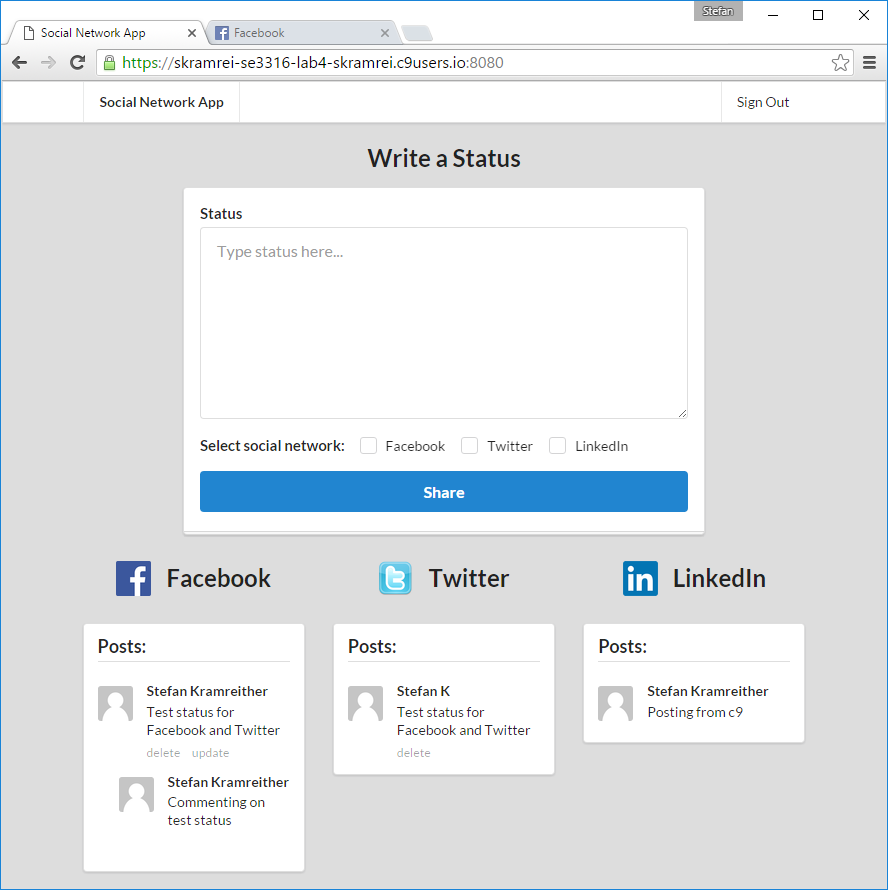 Stefan
Social Network App
Facebook
https://skramrei-se3316-lab4-skramrei.c9users.io:8080
Social Network App
Sign Out
Write a Status
Status
Type status here...
Select social network: Facebook Twitter LinkedIn
Share
Facebook
Twitter
LinkedIn
Posts:
Stefan Kramreither
Test status for
Facebook and Twitter
delete update
Stefan Kramreither
Commenting on
test status
Posts:
Stefan K
Test status for
Facebook and Twitter
delete
Posts:
Stefan Kramreither
Posting from c9